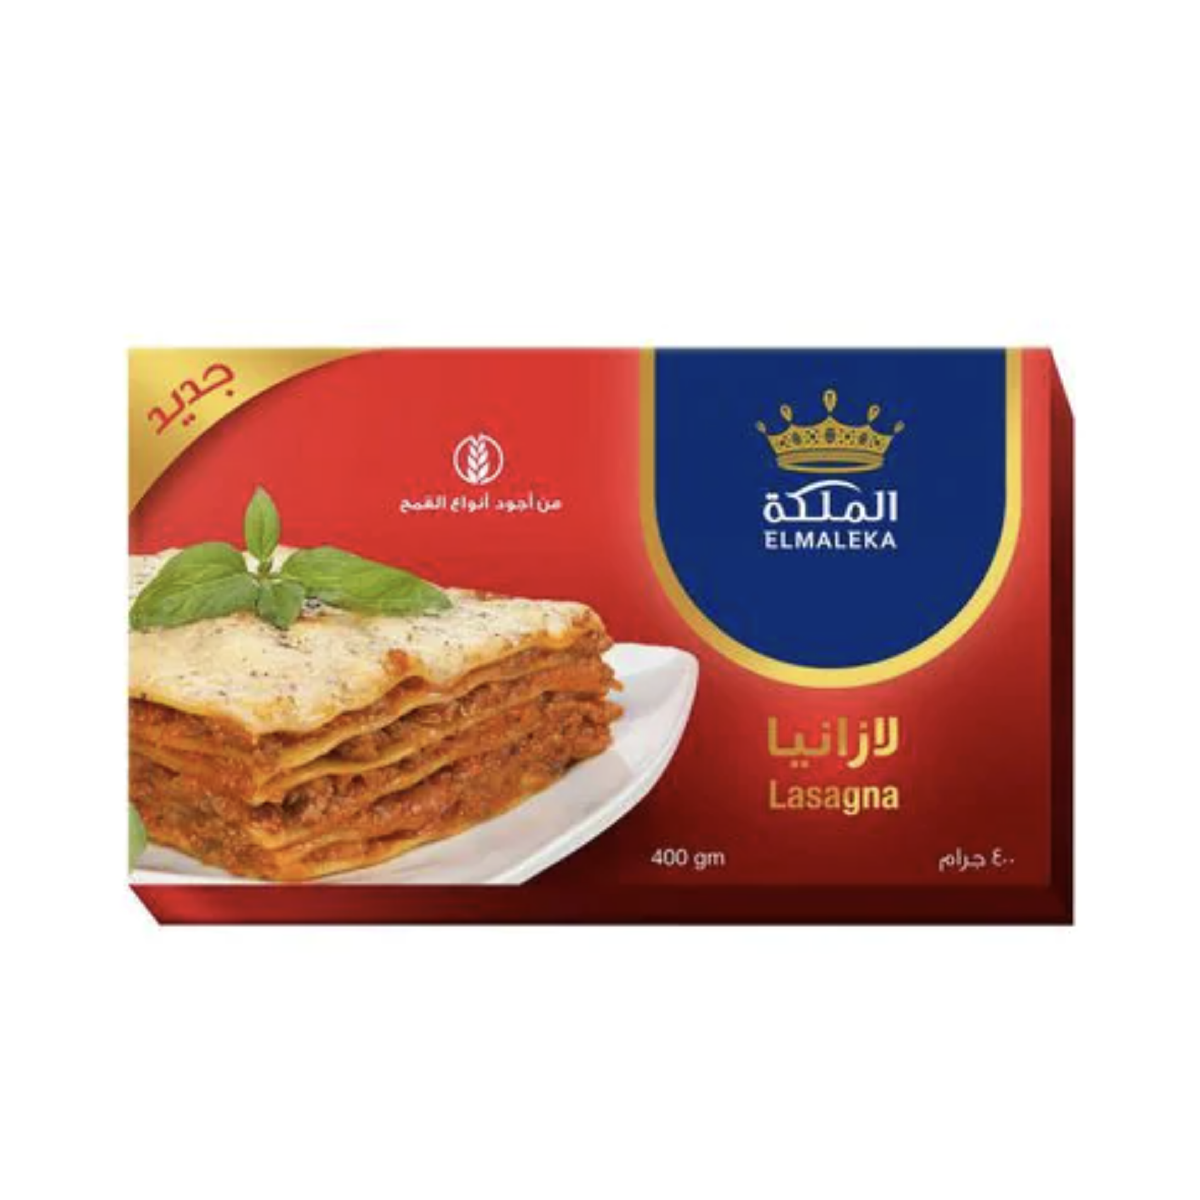 جديد
من أجود أنواع القمح
الملكة
ELMALEKA
لازانيا
Lasagna
400 gm
٤٠٠ جرام